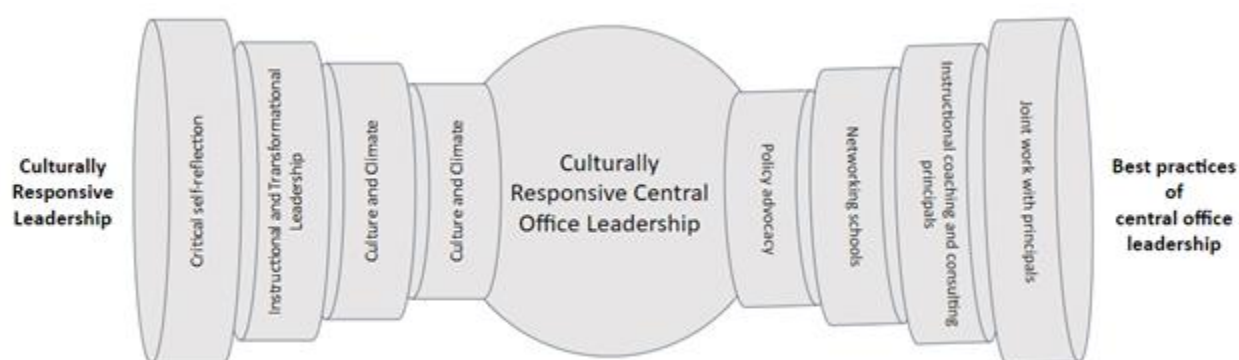 Culturally
Responsive
Leadership
Critical self-reflection
Instructional and Transformational
Leadership
Culture and Climate
Culture and Climate
Culturally
Responsive Central
Office Leadership
Policy advocacy
Networking schools
Instructional coaching and consulting
principals
Joint work with principals
Best practices
of
central office
leadership